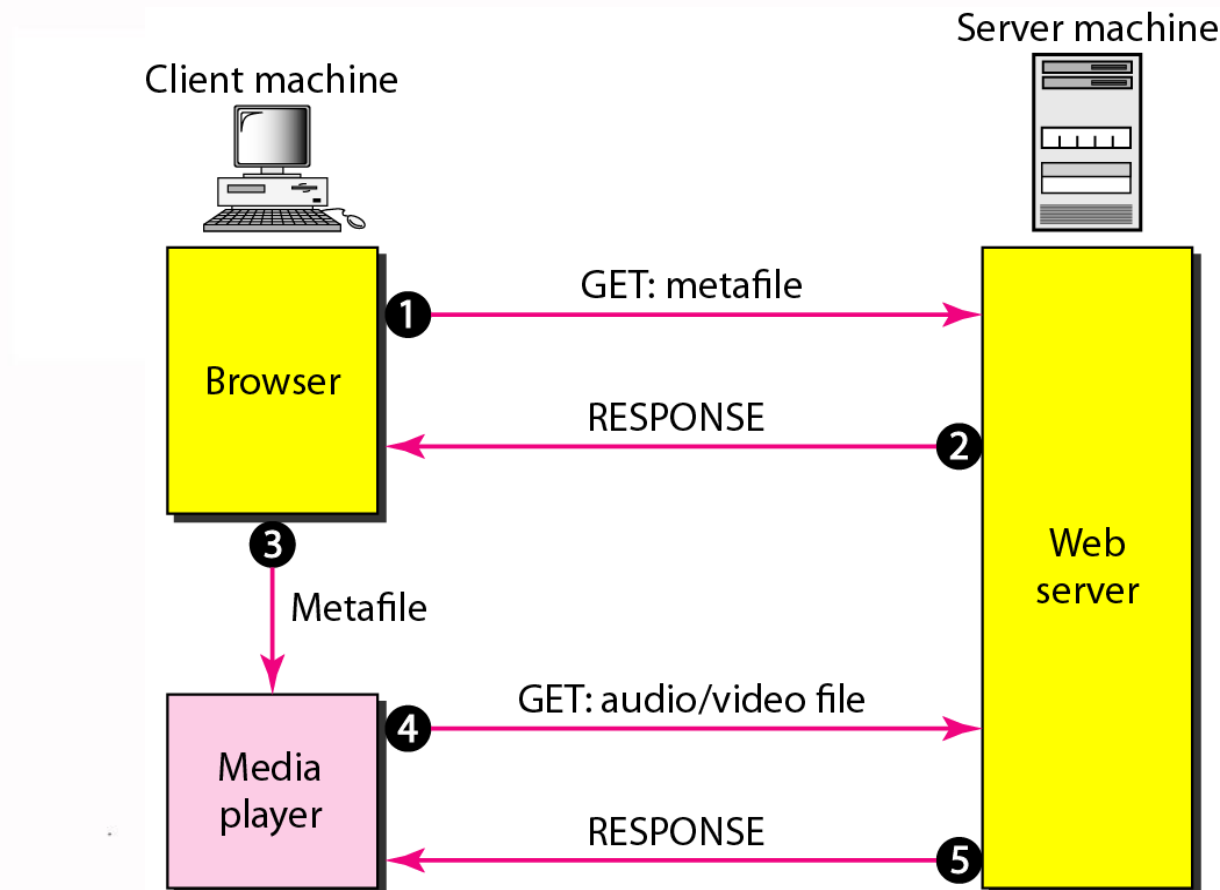 Server machine
Client machine
GET: metafile
1
Browser
RESPONSE
2
3
Web
server
Metafile
GET: audio/video file
4
Media
player
RESPONSE
5